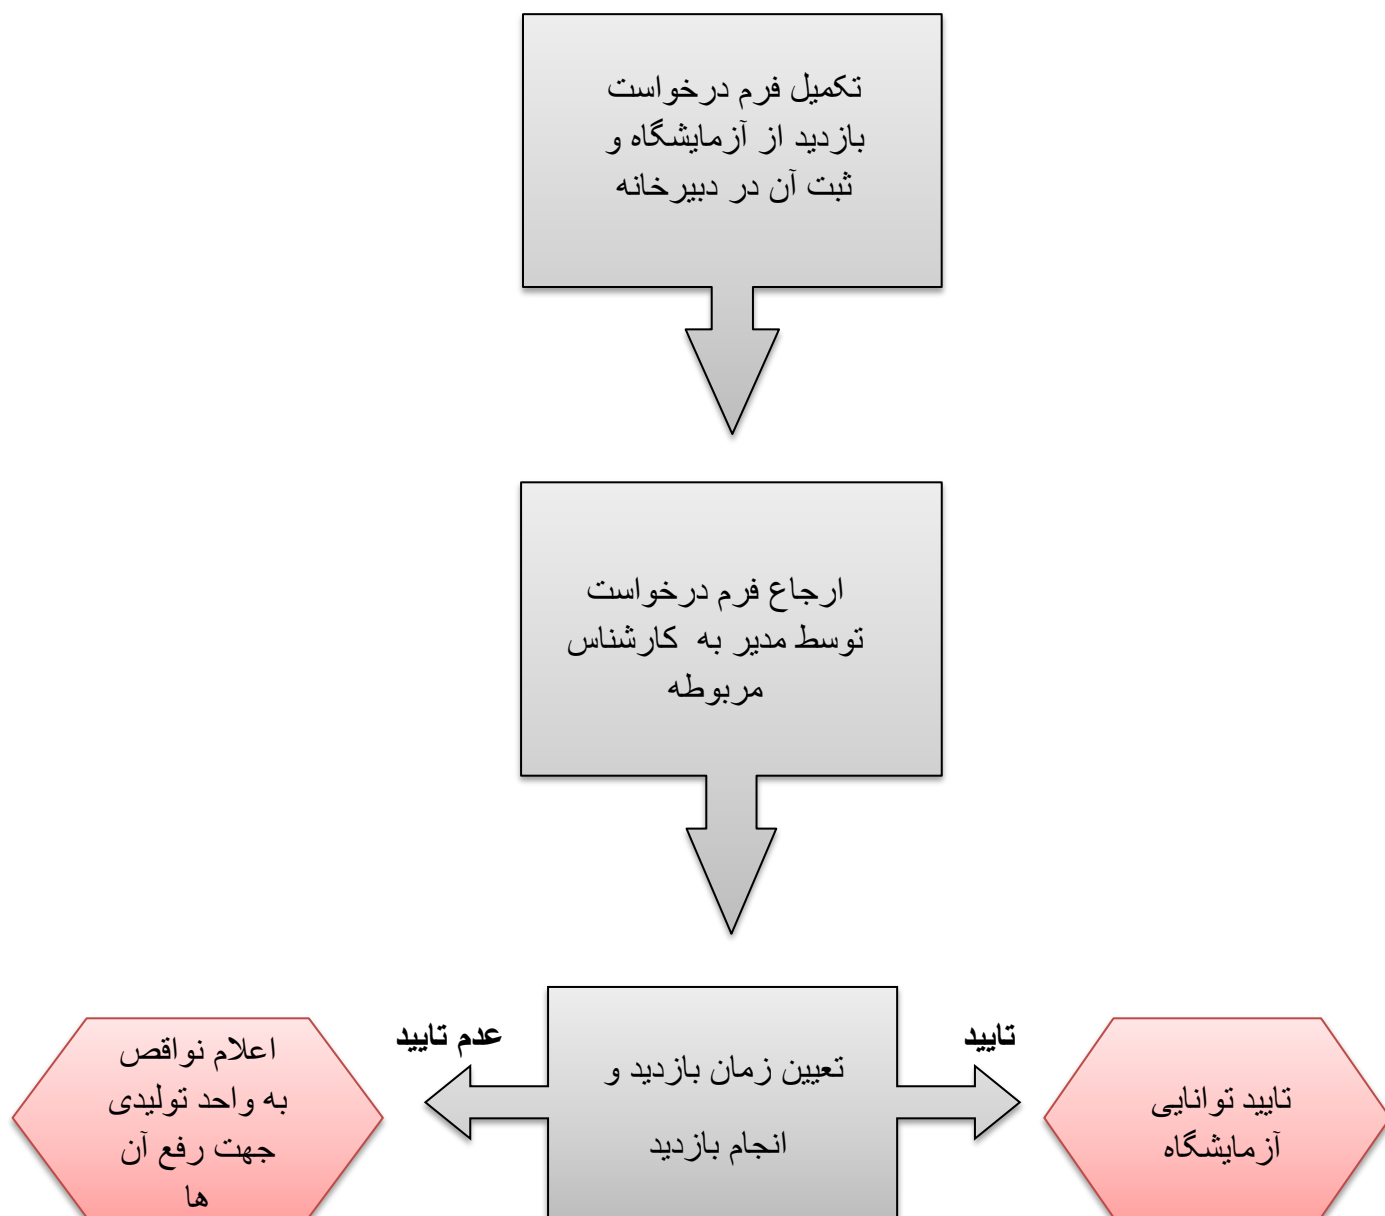 تکمیل فرم درخواست
بازدید از آزمایشگاه و
ثبت آن در دبیرخانه
ارجاع فرم درخواست
توسط مدیر به کارشناس
مربوطه
تایید
عدم تایید
تعیین زمان بازدید و
انجام بازدید
تایید توانایی
آزمایشگاه
اعلام نواقص
به واحد تولیدی
جهت رفع آن
ها